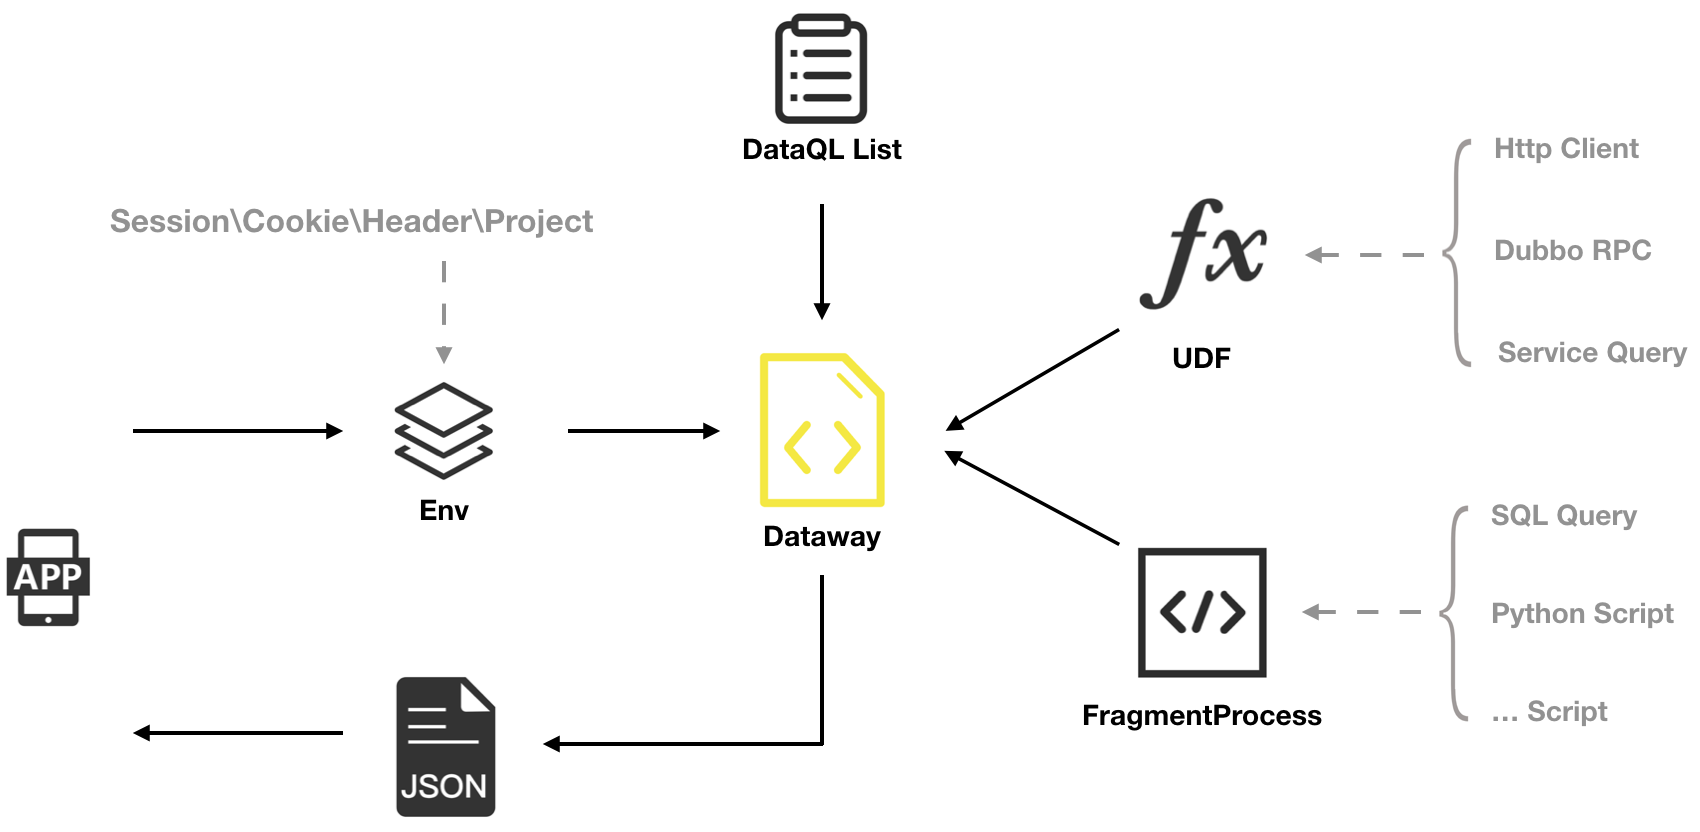 DataQL List
Session\Cookie\Header\Project
Http Client
Dubbo RPC
Service Query
fx
UDF
Env
Dataway
APP
SQL Query
Python Script
... Script
FragmentProcess
JSON